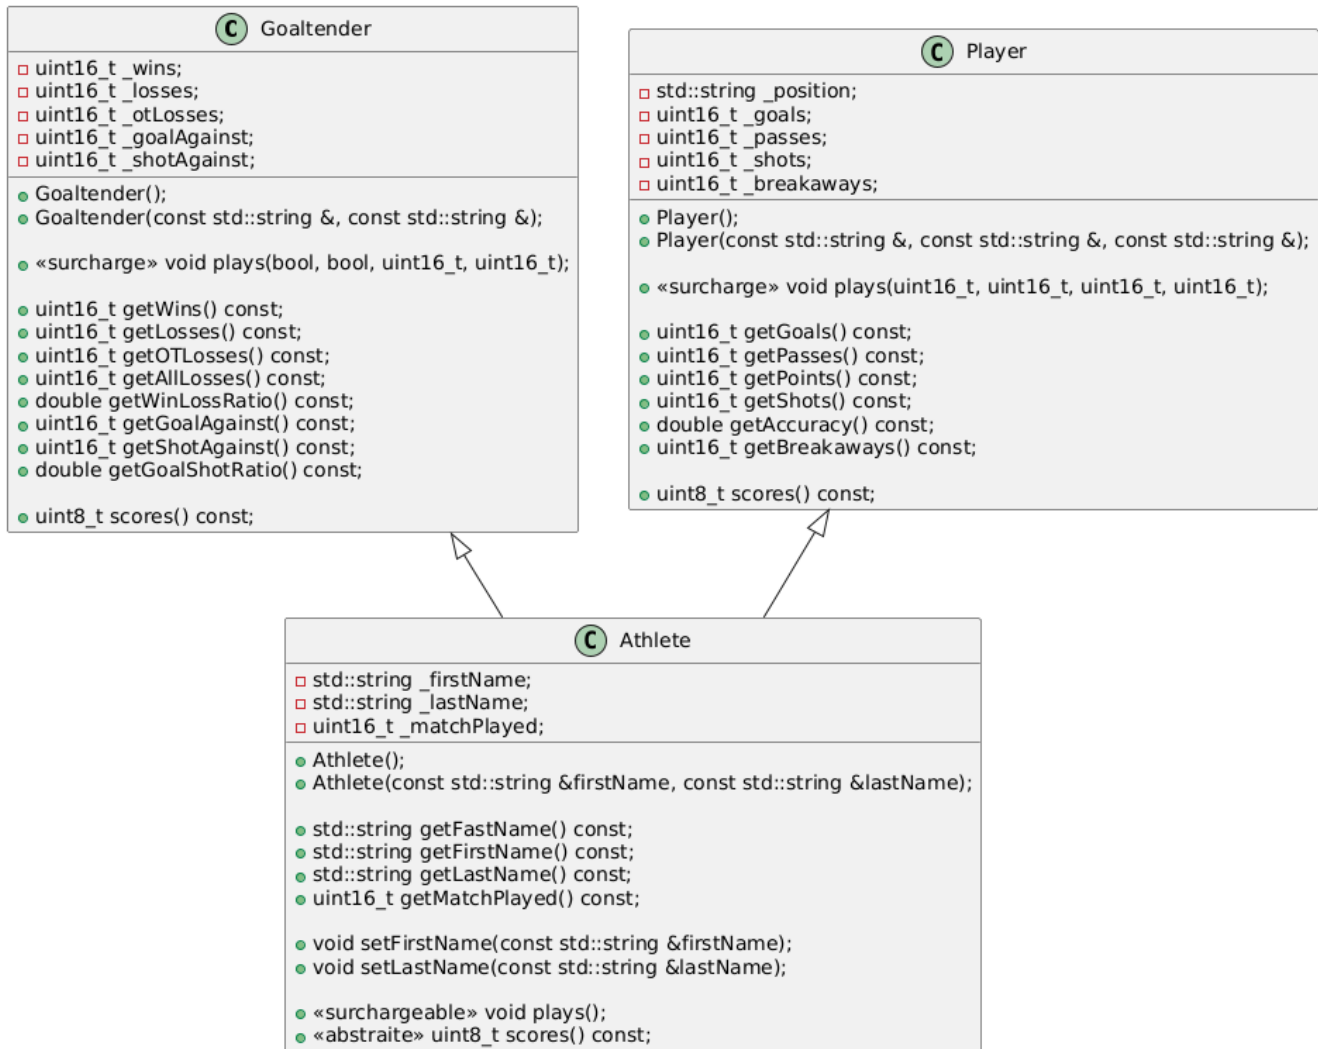 C Goaltender
uint16_t _wins;
uint16_t _losses;
uint16_t _otLosses;
uint16_t _goalAgainst;
uint16_t _shotAgainst;
Goaltender();
Goaltender(const std::string &, const std::string &);
«surcharge» void plays(bool, bool, uint16_t, uint16_t);
uint16_t getWins() const;
uint16_t getLosses() const;
uint16_t getOTLosses() const;
uint16_t getAllLosses() const;
double getWinLossRatio() const;
uint16_t getGoalAgainst() const;
uint16_t getShotAgainst() const;
double getGoalShotRatio() const;
uint8_t scores() const;
C Player
std::string _position;
uint16_t _goals;
uint16_t _passes;
uint16_t _shots;
uint16_t _breakaways;
Player();
Player(const std::string &, const std::string &, const std::string &);
«surcharge» void plays(uint16_t, uint16_t, uint16_t, uint16_t);
uint16_t getGoals() const;
uint16_t getPasses() const;
uint16_t getPoints() const;
uint16_t getShots() const;
double getAccuracy() const;
uint16_t getBreakaways() const;
uint8_t scores() const;
C Athlete
std::string _firstName;
std::string _lastName;
uint16_t _matchPlayed;
Athlete();
Athlete(const std::string &firstName, const std::string &lastName);
std::string getFastName() const;
std::string getFirstName() const;
std::string getLastName() const;
uint16_t getMatchPlayed() const;
void setFirstName(const std::string &firstName);
void setLastName(const std::string &lastName);
«surchargeable» void plays();
«abstraite» uint8_t scores() const;